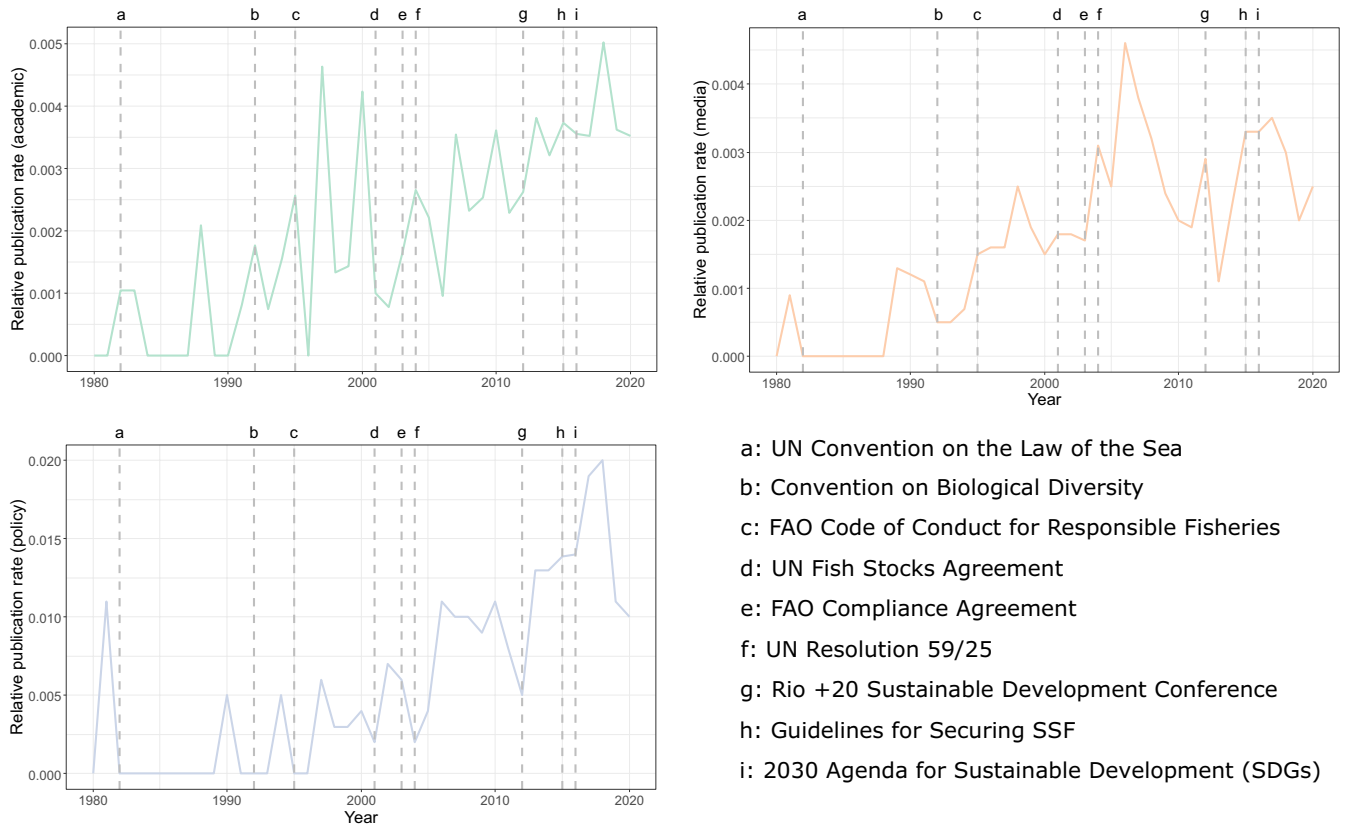 a b c d e f g h i
Relative publication rate (academic)
0.005
0.004
0.003
0.002
0.001
0.000
1980 1990 2000 2010 2020
a b c d e f g h i
Relative publication rate (media)
0.004
0.003
0.002
0.001
0.000
1980 1990 2000 2010 2020
Year
a b c d e f g h i
Relative publication rate (policy)
0.020
0.015
0.010
0.005
0.000
1980 1990 2000 2010 2020
Year
a: UN Convention on the Law of the Sea
b: Convention on Biological Diversity
c: FAO Code of Conduct for Responsible Fisheries
d: UN Fish Stocks Agreement
e: FAO Compliance Agreement
f: UN Resolution 59/25
g: Rio +20 Sustainable Development Conference
h: Guidelines for Securing SSF
i: 2030 Agenda for Sustainable Development (SDGs)